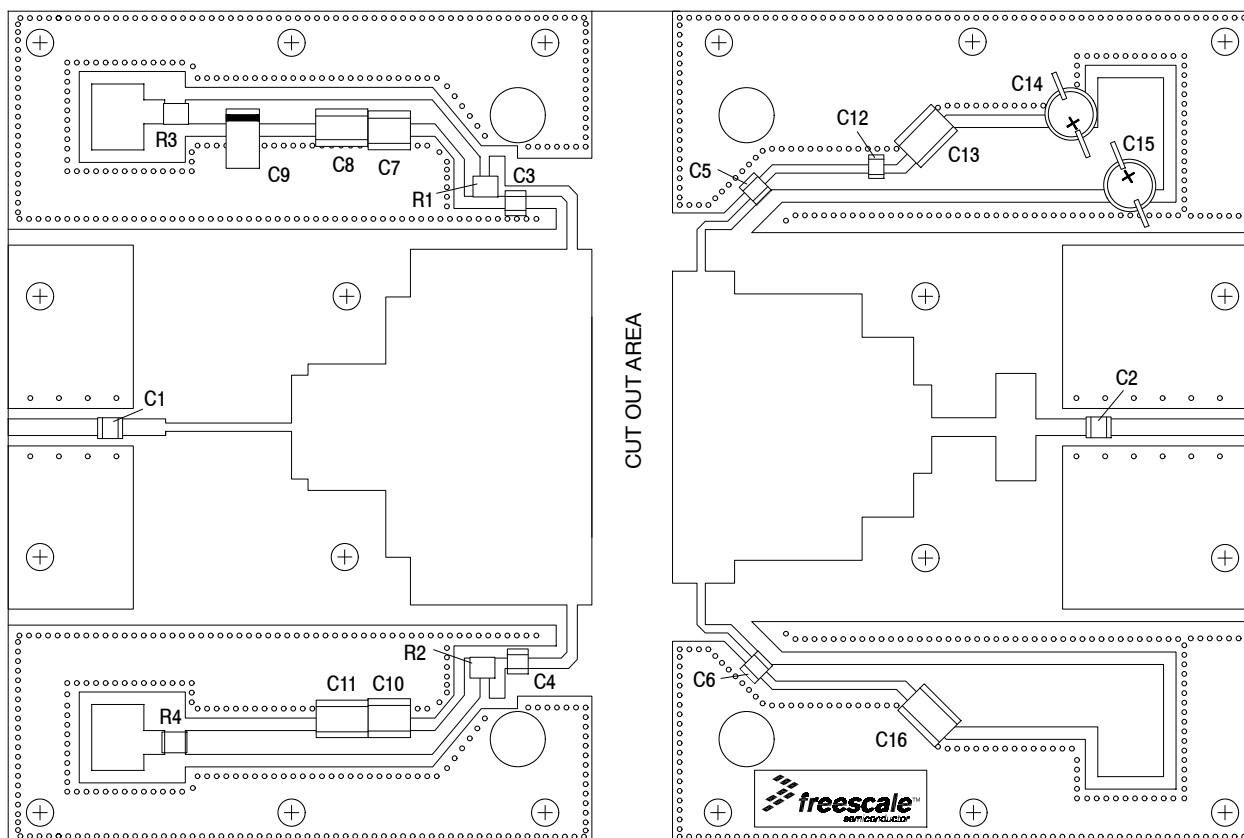 C14
C12
C15
R3
C8
C7
C13
C9
C5
C3
R1
CUT OUT AREA
C1
C2
R2
C11
C10
C4
C6
R4
C16
freescale™
semiconductor